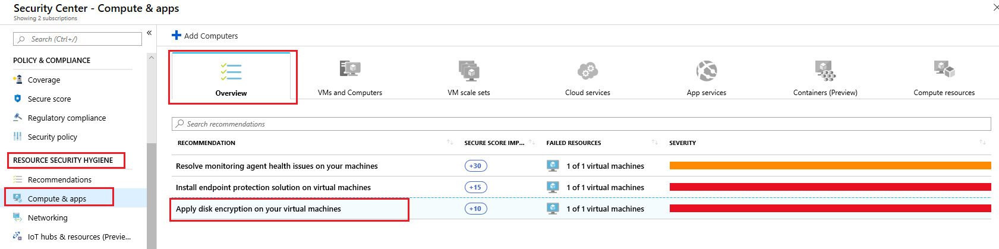 Security Center - Compute & apps
Showing 2 subscriptions
Search (Ctrl+/)
POLICY & COMPLIANCE
Coverage
Secure score
Regulatory compliance
Security policy
RESOURCE SECURITY HYGIENE
Recommendations
Compute & apps
Networking
IoT hubs & resources (Previe...
Add Computers
Overview
VMs and Computers
VM scale sets
Cloud services
App services
Containers (Preview)
Compute resources
Search recommendations
RECOMMENDATION SECURE SCORE IMP... FAILED RESOURCES SEVERITY
Resolve monitoring agent health issues on your machines +30 1 of 1 virtual machines
Install endpoint protection solution on virtual machines +15 1 of 1 virtual machines
Apply disk encryption on your virtual machines +10 1 of 1 virtual machines